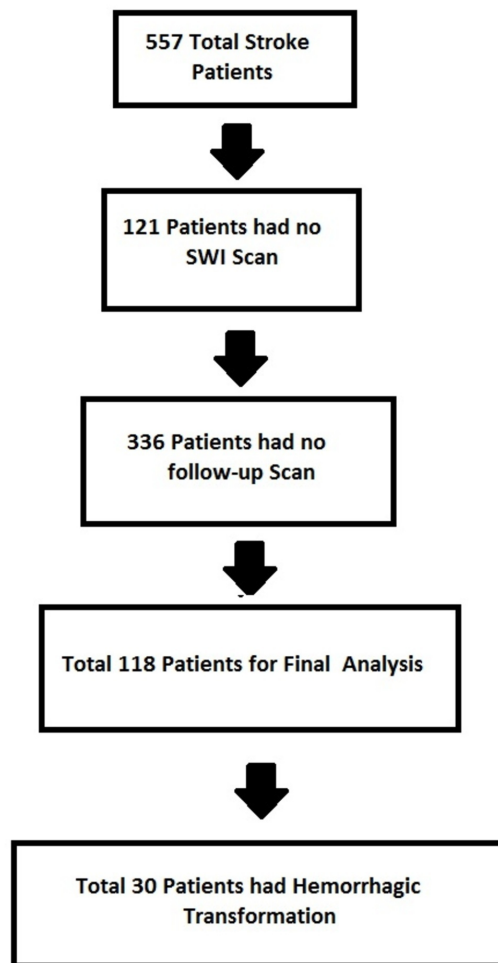 557 Total Stroke
Patients
121 Patients had no
SWI Scan
336 Patients had no
follow-up Scan
Total 118 Patients for Final Analysis
Total 30 Patients had Hemorrhagic
Transformation